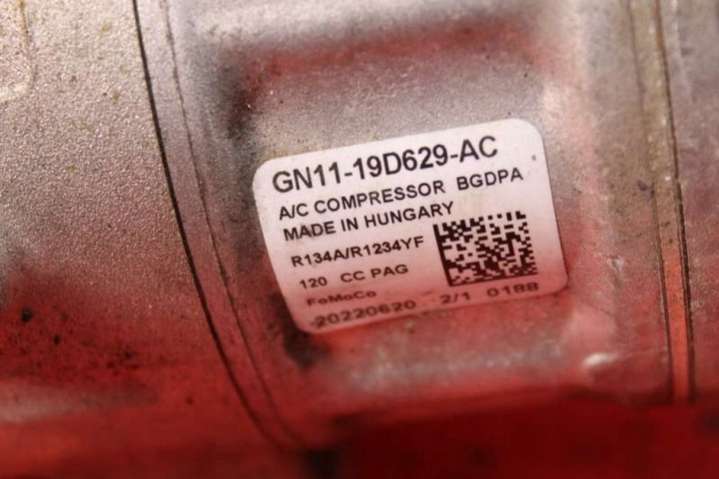 GN11-19D629-AC
A/C COMPRESSOR BGDPA
MADE IN HUNGARY
R134A/R1234YF
120 CC PAG
FoMoCo
20220620 2/1 0188